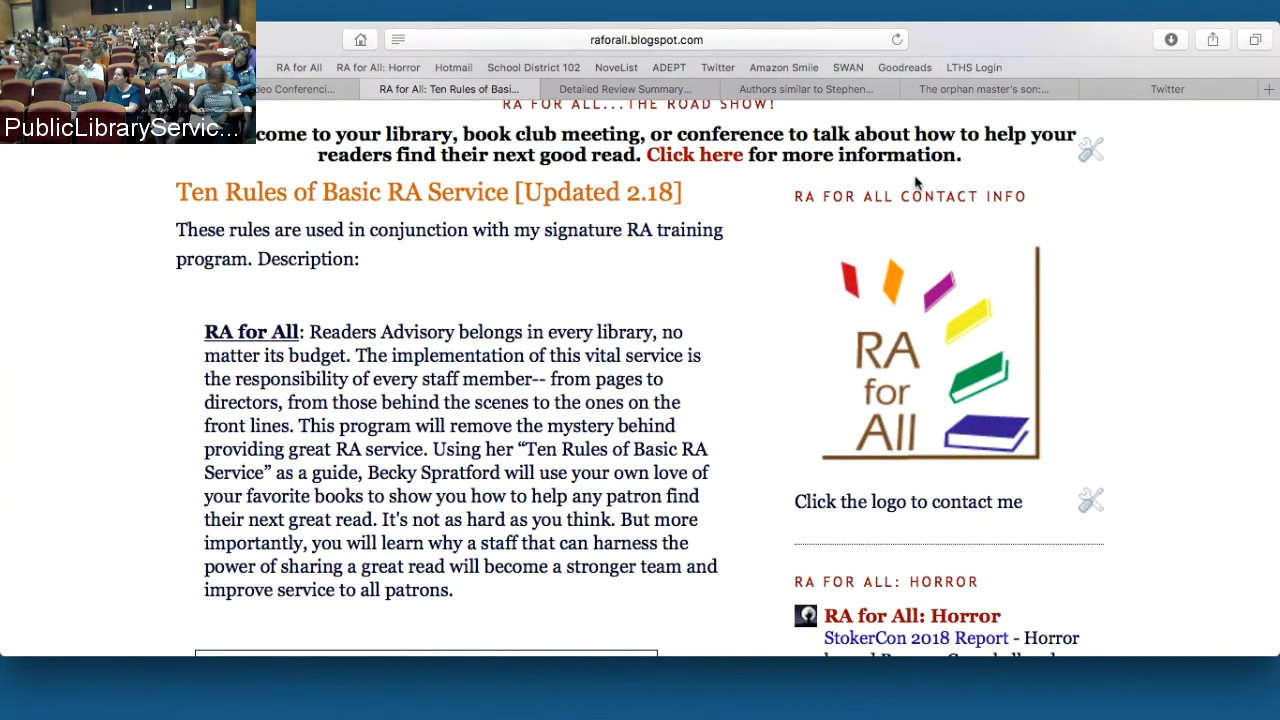 raforall.blogspot.com
RA for All RA for All: Horror Hotmail School District 102 NoveList ADEPT Twitter Amazon Smile SWAN Goodreads LTHS Login
deo Conferenci... RA for All: Ten Rules of Basi... Detailed Review Summary... Authors similar to Stephen... The orphan master's son:... Twitter
PublicLibraryServic...
RA FOR ALL...THE ROAD SHOW!
come to your library, book club meeting, or conference to talk about how to help your
readers find their next good read. Click here for more information.
Ten Rules of Basic RA Service [Updated 2.18]
These rules are used in conjunction with my signature RA training
program. Description:
RA for All: Readers Advisory belongs in every library, no
matter its budget. The implementation of this vital service is
the responsibility of every staff member-- from pages to
directors, from those behind the scenes to the ones on the
front lines. This program will remove the mystery behind
providing great RA service. Using her “Ten Rules of Basic RA
Service” as a guide, Becky Spratford will use your own love of
your favorite books to show you how to help any patron find
their next great read. It's not as hard as you think. But more
importantly, you will learn why a staff that can harness the
power of sharing a great read will become a stronger team and
improve service to all patrons.
RA FOR ALL CONTACT INFO
RA
for
All
Click the logo to contact me
RA FOR ALL: HORROR
RA for All: Horror
StokerCon 2018 Report - Horror